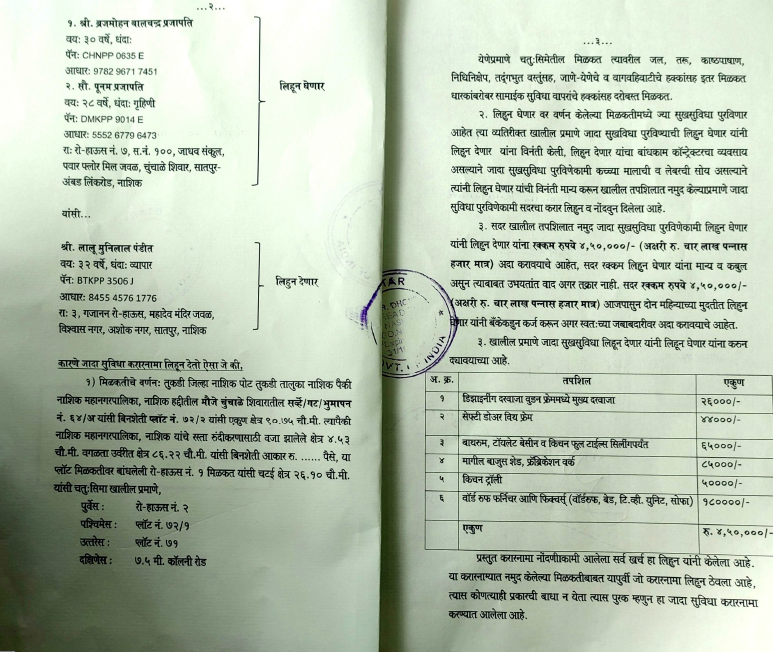 ...२...
१. श्री. ब्रजमोहन बालचन्द्र प्रजापति
वय: ३० वर्षे, धंदा:
पॅन: CHNPP 0635 E
आधार: 9782 9671 7451
२. सौ. पूनम प्रजापति
वय: २८ वर्षे, धंदा: गृहिणी
पॅन: DMKPP 9014 E
आधार: 5552 6779 6473
रा: रो-हाऊस नं. ७, स.नं. १००, जाधव संकुल,
पवार फ्लोर मिल जवळ, चुंचाळे शिवार, सातपुर-
अंबड लिंकरोड, नाशिक
लिहून घेणार
यांसी...
श्री. लालू मुनिलाल पंडीत
वय: ३२ वर्षे, धंदा: व्यापार
पॅन: BTKPP 3506 J
आधार: 8455 4576 1776
रा: ३, गजानन रो-हाऊस, महादेव मंदिर जवळ,
विश्वास नगर, अशोक नगर, सातपुर, नाशिक
लिहुन देणार
कारणे जादा सुविधा करारनामा लिहून देतो ऐसा जे की,
१) मिळकतीचे वर्णन: तुकडी जिल्हा नाशिक पोट तुकडी तालुका नाशिक पैकी
नाशिक महानगरपालिका, नाशिक हद्दीतील मौजे चुंचाळे शिवारातील सर्व्हे/गट/भुमापन
नं. ६४/अ यांसी बिनशेती प्लॉट नं. ७२/२ यांसी एकुण क्षेत्र ९०.७५ चौ.मी. त्यापैकी
नाशिक महानगरपालिका, नाशिक यांचे रस्ता रुंदीकरणासाठी वजा झालेले क्षेत्र ४.५३
चौ.मी. वगळता उर्वरीत क्षेत्र ८६.२२ चौ.मी. यांसी बिनशेती आकार रु. ...... पैसे, या
प्लॉट मिळकतीवर बांधलेली रो-हाऊस नं. १ मिळकत यांसी चटई क्षेत्र २६.१० चौ.मी.
यांसी चतु:सिमा खालील प्रमाणे,
पुर्वेस : रो-हाऊस नं. २
पश्चिमेस : प्लॉट नं. ७२/१
उत्तरेस : प्लॉट नं. ७१
दक्षिणेस : ७.५ मी. कॉलनी रोड
...३...
येणेप्रमाणे चतु:सिमेतील मिळकत त्यावरील जल, तरू, काष्ठपाषाण,
निधिनिक्षेप, तद्ंगभुत वस्तुंसह, जाणे-येणेचे व वागवहिवाटीचे हक्कांसह इतर मिळकत
धारकांबरोबर सामाईक सुविधा वापरांचे हक्कांसह दरोबस्त मिळकत.
२. लिहुन घेणार वर वर्णन केलेल्या मिळकतीमध्ये ज्या सुखसुविधा पुरविणार
आहेत त्या व्यतिरीक्त खालील प्रमाणे जादा सुखसुविधा पुरविण्याची लिहुन घेणार यांनी
लिहुन देणार यांना विनंती केली, लिहुन देणार यांचा बांधकाम कॉन्ट्रेक्टरचा व्यवसाय
असल्याने जादा सुखसुविधा पुरविणेकामी कच्च्या मालाची व लेबरची सोय असल्याने
त्यांनी लिहुन घेणार यांची विनंती मान्य करून खालील तपशिलात नमुद केल्याप्रमाणे जादा
सुविधा पुरविणेकामी सदरचा करार लिहुन व नोंदवुन दिलेला आहे.
३. सदर खालील तपशिलात नमुद जादा सुखसुविधा पुरविणेकामी लिहुन घेणार
यांनी लिहुन देणार यांना रक्कम रुपये ४,५०,०००/- (अक्षरी रु. चार लाख पन्नास
हजार मात्र) अदा करावयाचे आहेत, सदर रक्कम लिहुन घेणार यांना मान्य व कबुल
असुन त्याबाबत उभयतांत वाद अगर तक्रार नाही. सदर रक्कम रुपये ४,५०,०००/-
(अक्षरी रु. चार लाख पन्नास हजार मात्र) आजपासुन दोन महिन्याच्या मुदतीत लिहुन
घेणार यांनी बँकेकडुन कर्ज करून अगर स्वत:च्या जबाबदारीवर अदा करावयाचे आहेत.
३. खालील प्रमाणे जादा सुखसुविधा लिहून देणार यांनी लिहुन घेणार यांना करुन
द्यावयाच्या आहे.
अ. क्र. तपशिल एकुण
१ डिझाइनींग दरवाजा वुडन फ्रेममध्ये मुख्य दरवाजा २६०००/-
२ सेफ्टी डोअर विथ फ्रेम ४४०००/-
३ बाथरुम, टॉयलेट बेसीन व किचन फुल टाईल्स सिलींगपर्यंत ६५०००/-
४ मागील बाजुस शेड, फ्रॅब्रिकेशन वर्क ८५०००/-
५ किचन ट्रॉली ५००००/-
६ वॉर्ड रुफ फर्निचर आणि फिक्चर्स् (वॉर्डरुफ, बेड, टि.व्ही. युनिट, सोफा) १८००००/-
एकुण रु. ४,५०,०००/-
प्रस्तुत करारनामा नोंदणीकामी आलेला सर्व खर्च हा लिहुन यांनी केलेला आहे.
या करारनाम्यात नमुद केलेल्या मिळकतीबाबत यापुर्वी जो करारनामा लिहुन ठेवला आहे,
त्यास कोणत्याही प्रकारची बाधा न येता त्यास पुरक म्हणुन हा जादा सुविधा करारनामा
करण्यात आलेला आहे.